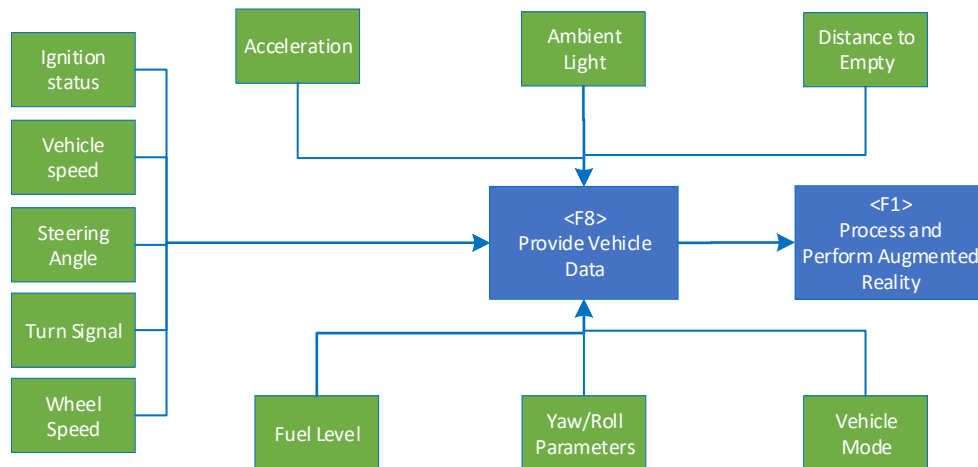 Acceleration
Ambient
Light
Distance to
Empty
Ignition
status
Vehicle
speed
Steering
Angle
Turn Signal
Wheel
Speed
<F8>
Provide Vehicle
Data
<F1>
Process and
Perform Augmented
Reality
Fuel Level
Yaw/Roll
Parameters
Vehicle
Mode